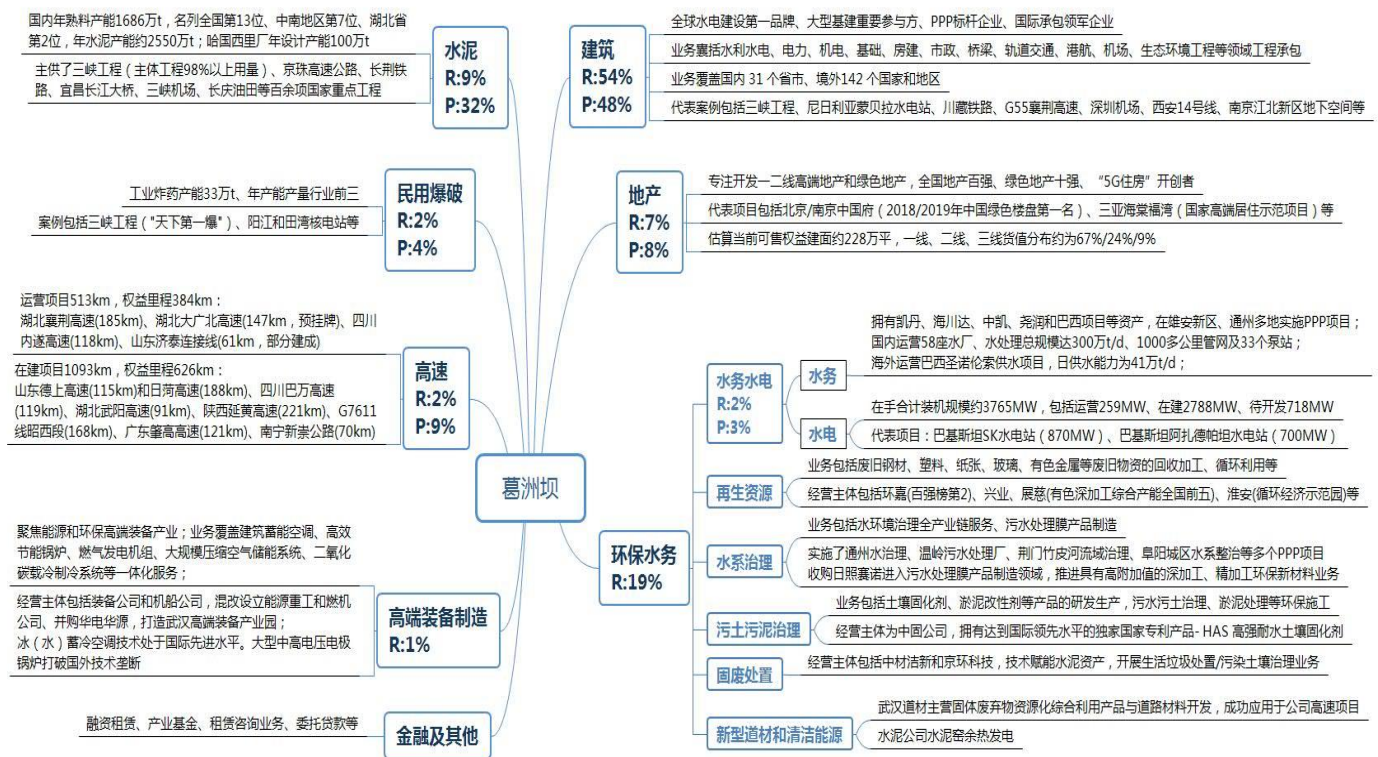 葛洲坝
水泥
R:9%
P:32%
国内年熟料产能1686万t，名列全国第13位、中南地区第7位、湖北省
第2位，年水泥产能约2550万t；哈国西里厂年设计产能100万t
主供了三峡工程（主体工程98%以上用量）、京珠高速公路、长荆铁
路、宜昌长江大桥、三峡机场、长庆油田等百余项国家重点工程
民用爆破
R:2%
P:4%
工业炸药产能33万t、年产能产量行业前三
案例包括三峡工程（"天下第一爆"）、阳江和田湾核电站等
高速
R:2%
P:9%
运营项目513km，权益里程384km：
湖北襄荆高速(185km)、湖北大广北高速(147km，预挂牌)、四川
内遂高速(118km)、山东济泰连接线(61km，部分建成)
在建项目1093km，权益里程626km：
山东德上高速(115km)和日菏高速(188km)、四川巴万高速
(119km)、湖北武阳高速(91km)、陕西延黄高速(221km)、G7611
线昭西段(168km)、广东肇高高速(121km)、南宁新崇公路(70km)
高端装备制造
R:1%
聚焦能源和环保高端装备产业；业务覆盖建筑蓄能空调、高效
节能锅炉、燃气发电机组、大规模压缩空气储能系统、二氧化
碳载冷制冷系统等一体化服务；
经营主体包括装备公司和机船公司，混改设立能源重工和燃机
公司、并购华电华源，打造武汉高端装备产业园；
冰（水）蓄冷空调技术处于国际先进水平。大型中高电压电极
锅炉打破国外技术垄断
金融及其他
融资租赁、产业基金、租赁咨询业务、委托贷款等
建筑
R:54%
P:48%
全球水电建设第一品牌、大型基建重要参与方、PPP标杆企业、国际承包领军企业
业务囊括水利水电、电力、机电、基础、房建、市政、桥梁、轨道交通、港航、机场、生态环境工程等领域工程承包
业务覆盖国内 31 个省市、境外142 个国家和地区
代表案例包括三峡工程、尼日利亚蒙贝拉水电站、川藏铁路、G55襄荆高速、深圳机场、西安14号线、南京江北新区地下空间等
地产
R:7%
P:8%
专注开发一二线高端地产和绿色地产，全国地产百强、绿色地产十强、“5G住房”开创者
代表项目包括北京/南京中国府（2018/2019年中国绿色楼盘第一名）、三亚海棠福湾（国家高端居住示范项目）等
估算当前可售权益建面约228万平，一线、二线、三线货值分布约为67%/24%/9%
环保水务
R:19%
水务水电
R:2%
P:3%
水务
拥有凯丹、海川达、中凯、尧润和巴西项目等资产，在雄安新区、通州多地实施PPP项目；
国内运营58座水厂、水处理总规模达300万t/d、1000多公里管网及33个泵站；
海外运营巴西圣诺伦索供水项目，日供水能力为41万t/d；
水电
在手合计装机规模约3765MW，包括运营259MW、在建2788MW、待开发718MW
代表项目：巴基斯坦SK水电站（870MW）、巴基斯坦阿扎德帕坦水电站（700MW）
再生资源
业务包括废旧钢材、塑料、纸张、玻璃、有色金属等废旧物资的回收加工、循环利用等
经营主体包括环嘉(百强榜第2)、兴业、展慈(有色深加工综合产能全国前五)、淮安(循环经济示范园)等
水系治理
业务包括水环境治理全产业链服务、污水处理膜产品制造
实施了通州水治理、温岭污水处理厂、荆门竹皮河流域治理、阜阳城区水系整治等多个PPP项目
收购日照赛诺进入污水处理膜产品制造领域，推进具有高附加值的深加工、精加工环保新材料业务
污土污泥治理
业务包括土壤固化剂、淤泥改性剂等产品的研发生产，污水污土治理、淤泥处理等环保施工
经营主体为中固公司，拥有达到国际领先水平的独家国家专利产品- HAS 高强耐水土壤固化剂
固废处置
经营主体包括中材洁新和京环科技，技术赋能水泥资产，开展生活垃圾处置/污染土壤治理业务
新型道材和清洁能源
武汉道材主营固体废弃物资源化综合利用产品与道路材料开发，成功应用于公司高速项目
水泥公司水泥窑余热发电